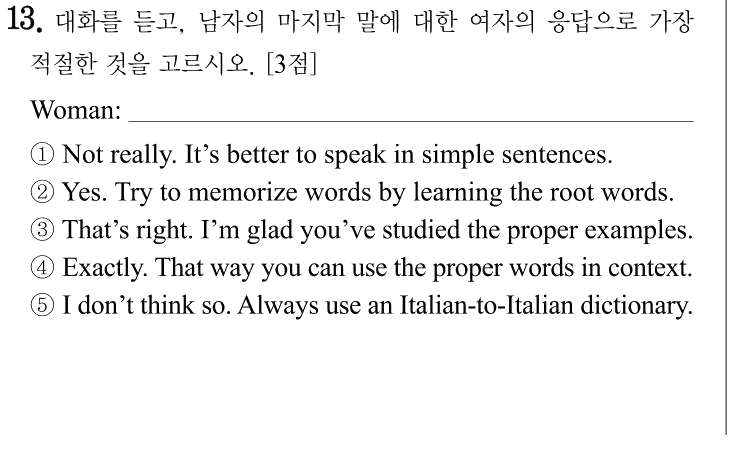 13. 대화를 듣고, 남자의 마지막 말에 대한 여자의 응답으로 가장
적절한 것을 고르시오. [3점]
Woman:
① Not really. It’s better to speak in simple sentences.
② Yes. Try to memorize words by learning the root words.
③ That’s right. I’m glad you’ve studied the proper examples.
④ Exactly. That way you can use the proper words in context.
⑤ I don’t think so. Always use an Italian-to-Italian dictionary.